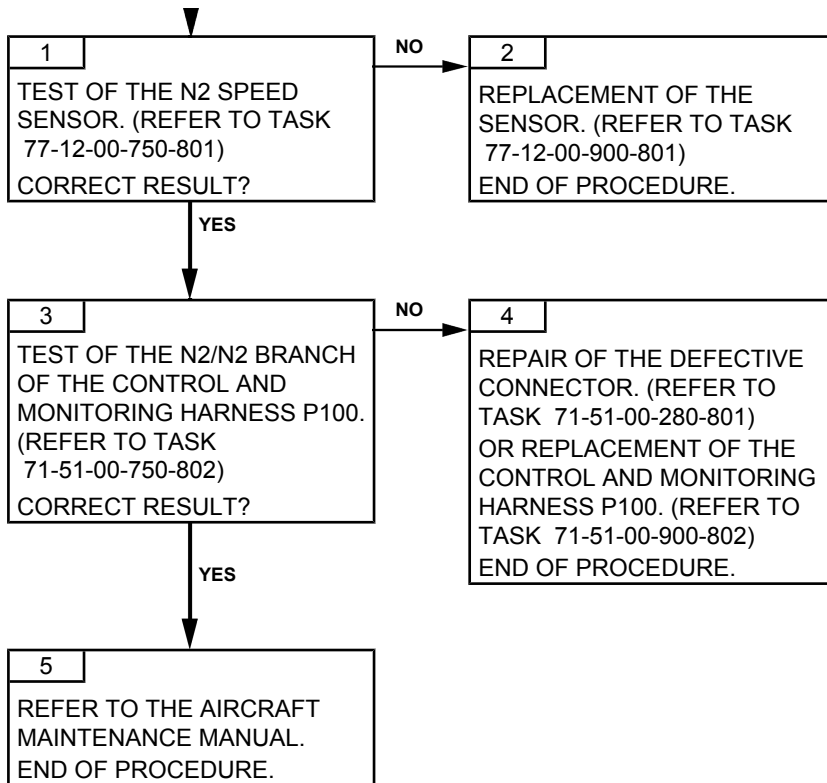 1
TEST OF THE N2 SPEED
SENSOR. (REFER TO TASK
77-12-00-750-801)
CORRECT RESULT?
NO
2
REPLACEMENT OF THE
SENSOR. (REFER TO TASK
77-12-00-900-801)
END OF PROCEDURE.
YES
3
TEST OF THE N2/N2 BRANCH
OF THE CONTROL AND
MONITORING HARNESS P100.
(REFER TO TASK
71-51-00-750-802)
CORRECT RESULT?
NO
4
REPAIR OF THE DEFECTIVE
CONNECTOR. (REFER TO
TASK 71-51-00-280-801)
OR REPLACEMENT OF THE
CONTROL AND MONITORING
HARNESS P100. (REFER TO
TASK 71-51-00-900-802)
END OF PROCEDURE.
YES
5
REFER TO THE AIRCRAFT
MAINTENANCE MANUAL.
END OF PROCEDURE.